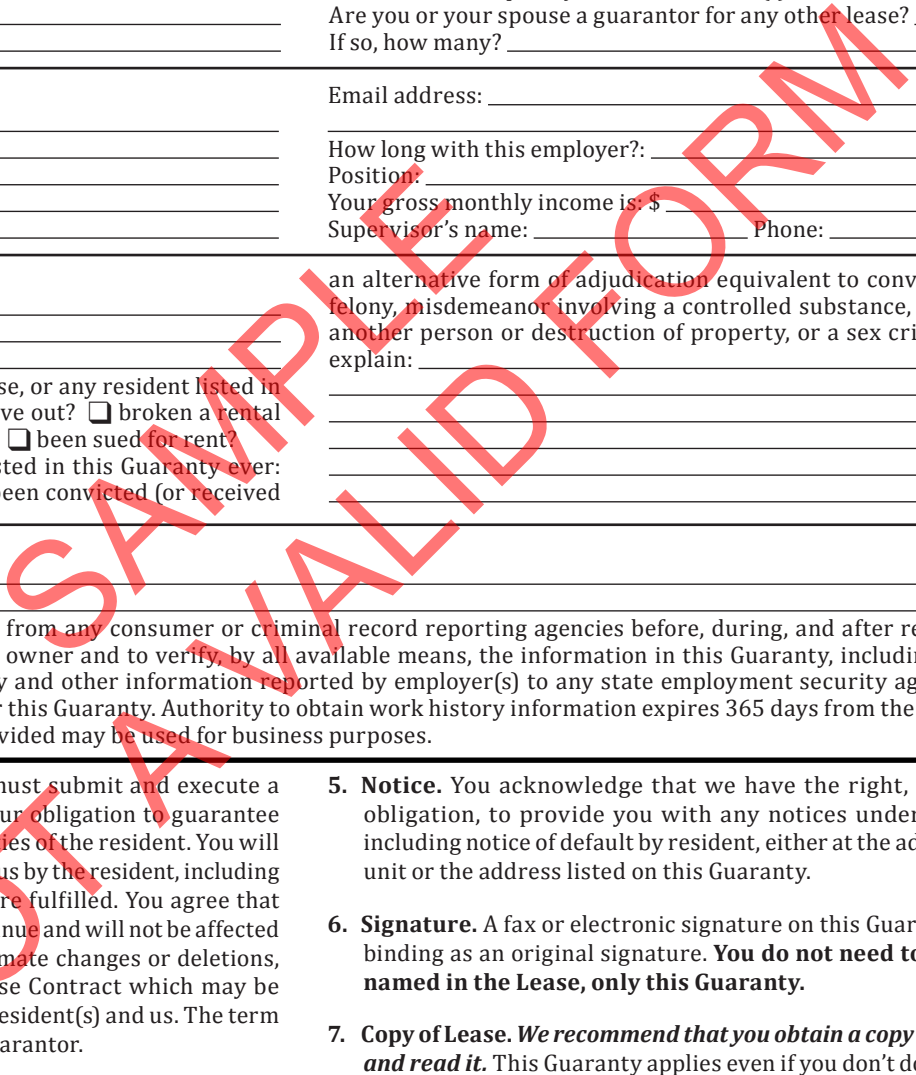 Are you or your spouse a guarantor for any other lease?
If so, how many?
Email address:
How long with this employer?:
Position:
Your gross monthly income is: $
Supervisor's name: Phone:
se, or any resident listed in
ve out? ❑ broken a rental
❑ been sued for rent?
sted in this Guaranty ever:
een convicted (or received
an alternative form of adjudication equivalent to conv
felony, misdemeanor involving a controlled substance,
another person or destruction of property, or a sex cri
explain:
from any consumer or criminal record reporting agencies before, during, and after re
owner and to verify, by all available means, the information in this Guaranty, includin
y and other information reported by employer(s) to any state employment security ag
r this Guaranty. Authority to obtain work history information expires 365 days from the
vided may be used for business purposes.
must submit and execute a
ur obligation to guarantee
ies of the resident. You will
us by the resident, including
re fulfilled. You agree that
nue and will not be affected
mate changes or deletions,
se Contract which may be
esident(s) and us. The term
arantor.
5. Notice. You acknowledge that we have the right,
obligation, to provide you with any notices under
including notice of default by resident, either at the ad
unit or the address listed on this Guaranty.
6. Signature. A fax or electronic signature on this Guar
binding as an original signature. You do not need to
named in the Lease, only this Guaranty.
7. Copy of Lease. We recommend that you obtain a copy
and read it. This Guaranty applies even if you don't do
SAMPLE
OT A VALID FORM